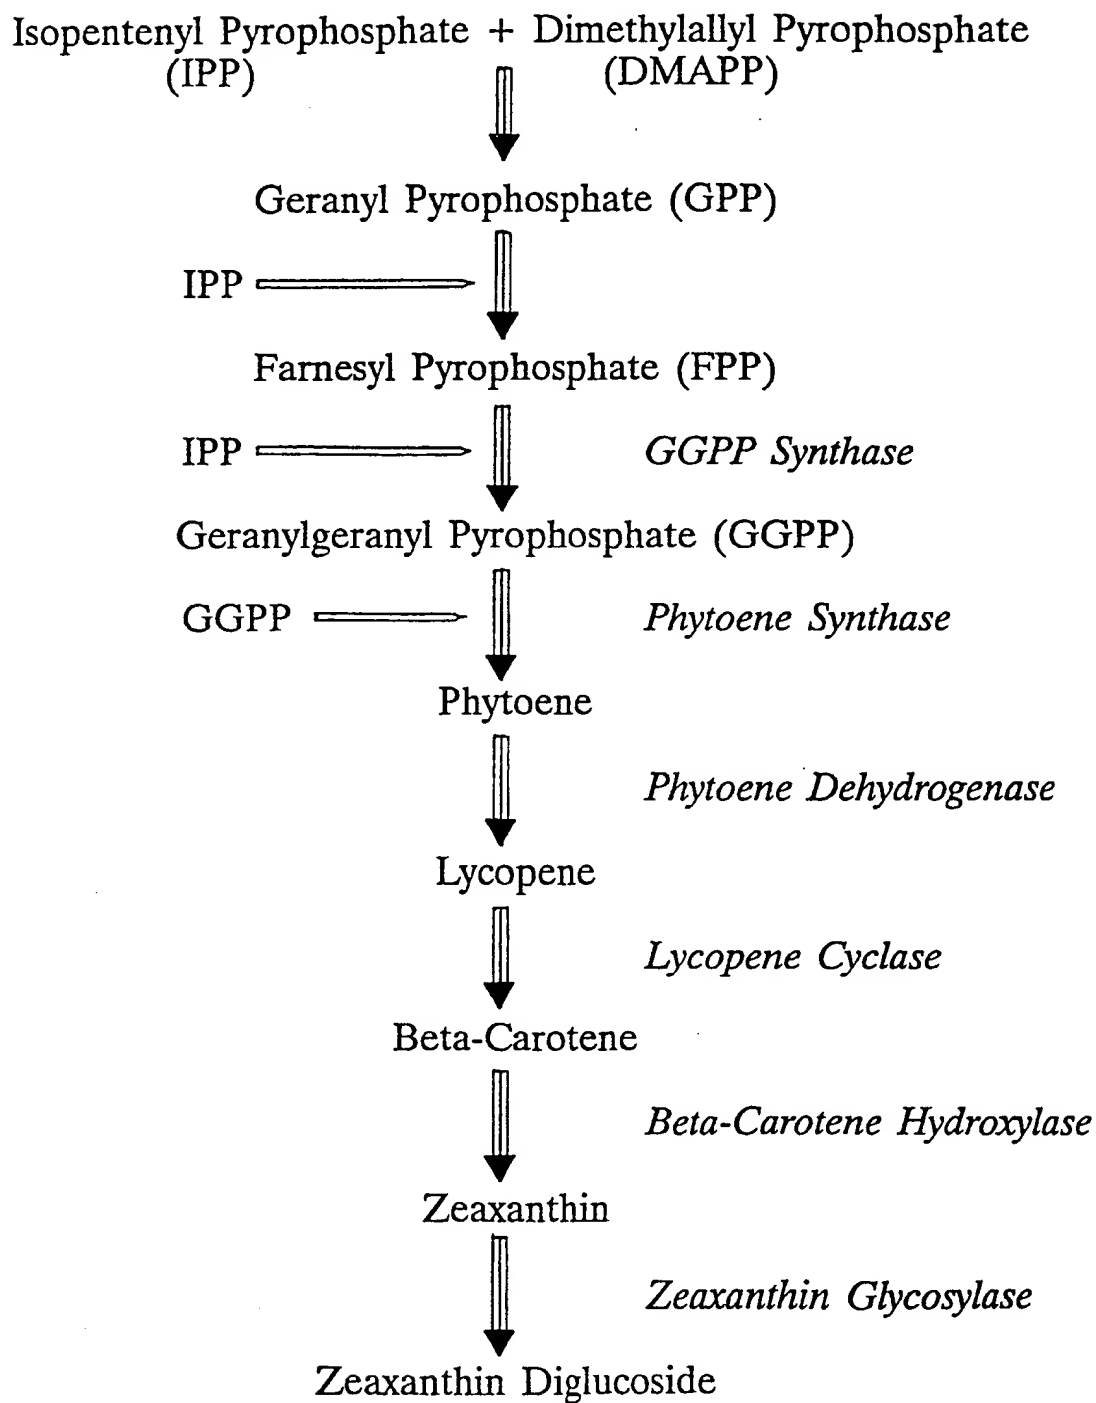 Isopentenyl Pyrophosphate + Dimethylallyl Pyrophosphate
(IPP) (DMAPP)
Geranyl Pyrophosphate (GPP)
IPP
Farnesyl Pyrophosphate (FPP)
IPP GGPP Synthase
Geranylgeranyl Pyrophosphate (GGPP)
GGPP Phytoene Synthase
Phytoene
Phytoene Dehydrogenase
Lycopene
Lycopene Cyclase
Beta-Carotene
Beta-Carotene Hydroxylase
Zeaxanthin
Zeaxanthin Glycosylase
Zeaxanthin Diglucoside